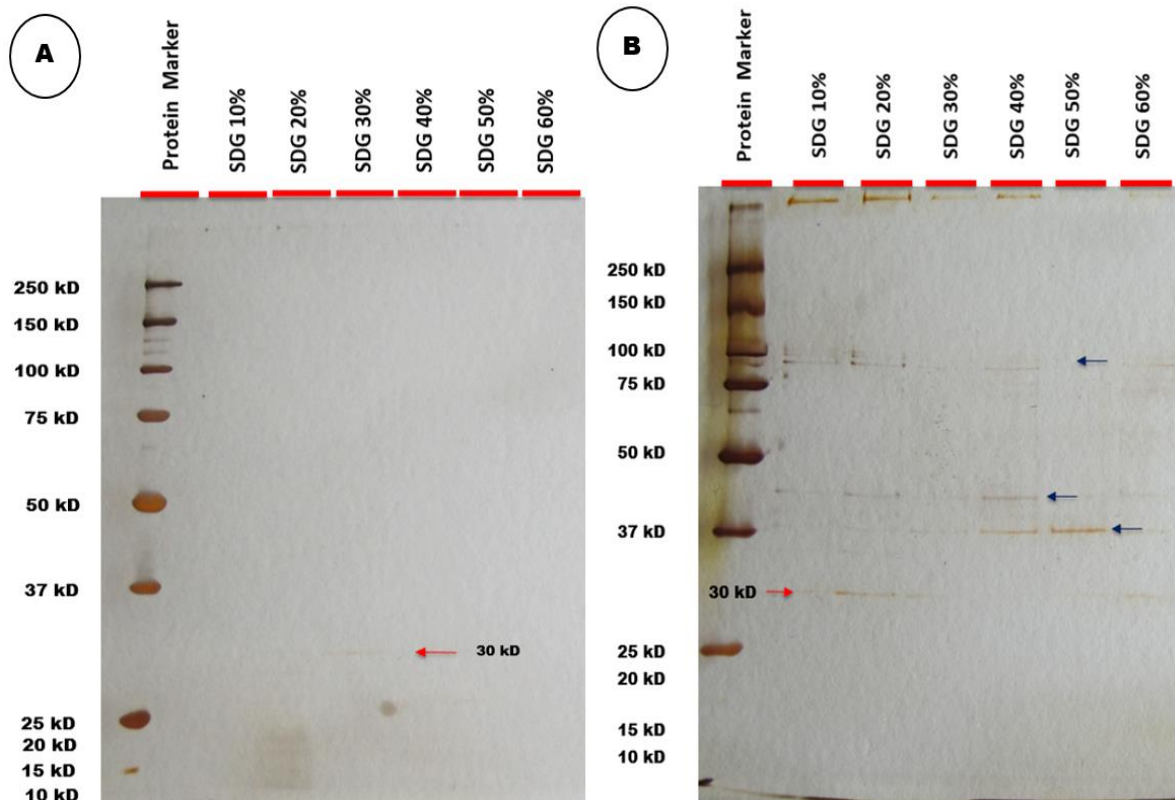 A
Protein Marker
SDG 10%
SDG 20%
SDG 30%
SDG 40%
SDG 50%
SDG 60%
250 kD
150 kD
100 kD
75 kD
50 kD
37 kD
30 kD
25 kD
20 kD
15 kD
10 kD
B
Protein Marker
SDG 10%
SDG 20%
SDG 30%
SDG 40%
SDG 50%
SDG 60%
250 kD
150 kD
100 kD
75 kD
50 kD
37 kD
30 kD
25 kD
20 kD
15 kD
10 kD